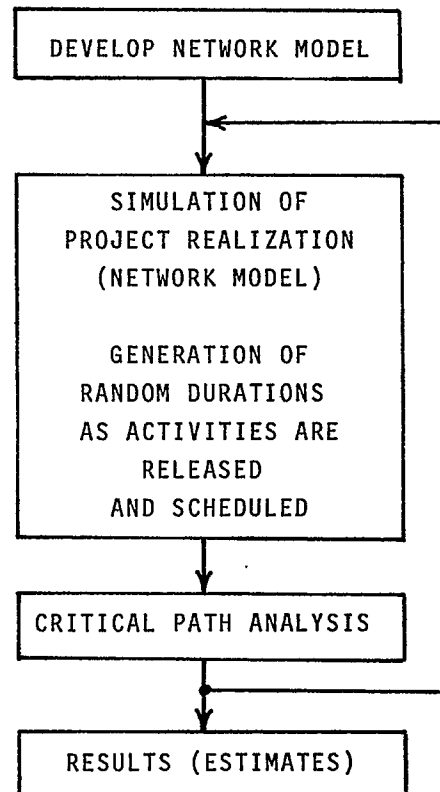 DEVELOP NETWORK MODEL
SIMULATION OF
PROJECT REALIZATION
(NETWORK MODEL)
GENERATION OF
RANDOM DURATIONS
AS ACTIVITIES ARE
RELEASED
AND SCHEDULED
CRITICAL PATH ANALYSIS
RESULTS (ESTIMATES)